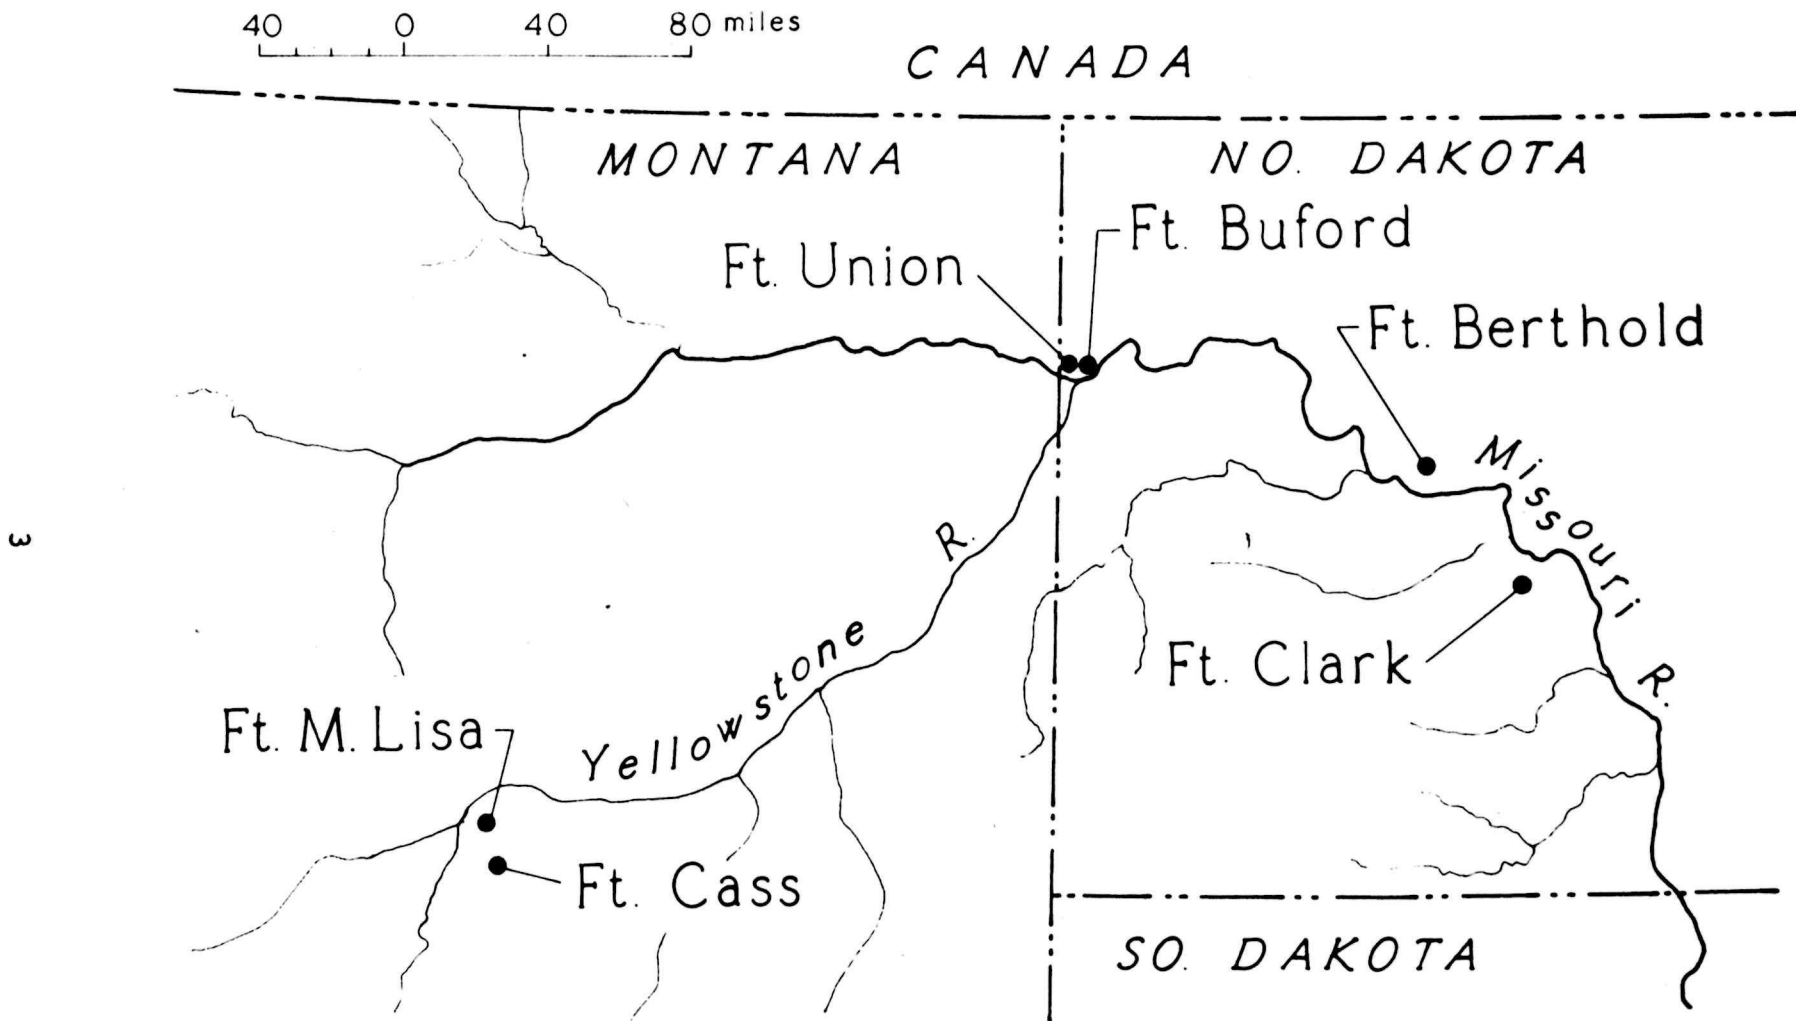 40 0 40 80 miles
CANADA
MONTANA
NO. DAKOTA
Ft. Buford
Ft. Union
Ft. Berthold
Missouri R.
Yellowstone R.
Ft. Clark
Ft. M. Lisa
Ft. Cass
SO. DAKOTA
3